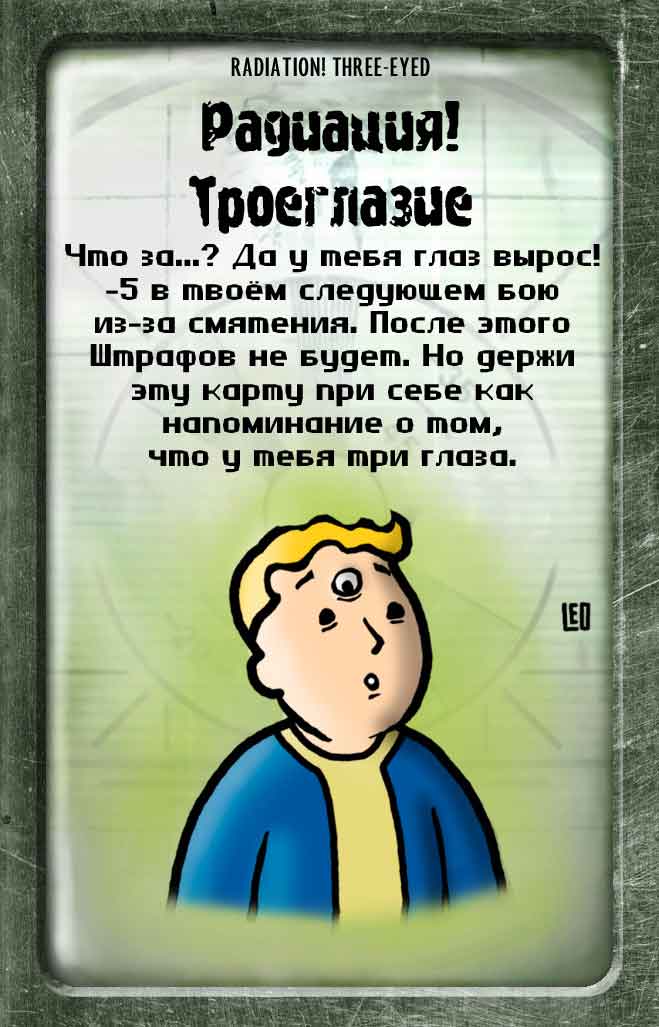 RADIATION! THREE-EYED
Радиация!
Троеглазие
Что за...? Да у тебя глаз вырос!
-5 в твоём следующем бою
из-за смятения. После этого
Штрафов не будет. Но держи
эту карту при себе как
напоминание о том,
что у тебя три глаза.
LEO